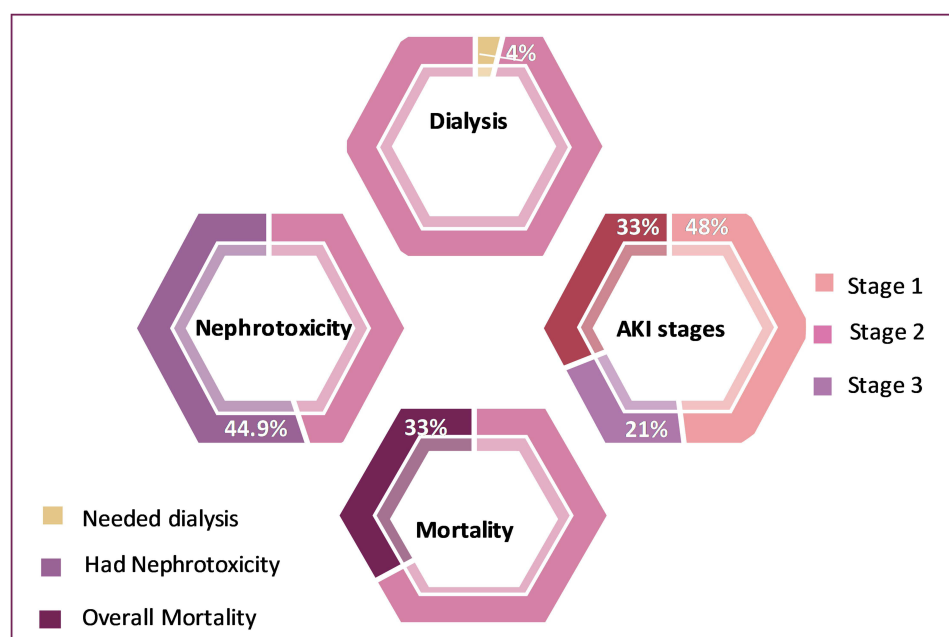 4%
Dialysis
33%
48%
Nephrotoxicity
AKI stages
Stage 1
Stage 2
Stage 3
44.9%
21%
33%
Mortality
Needed dialysis
Had Nephrotoxicity
Overall Mortality